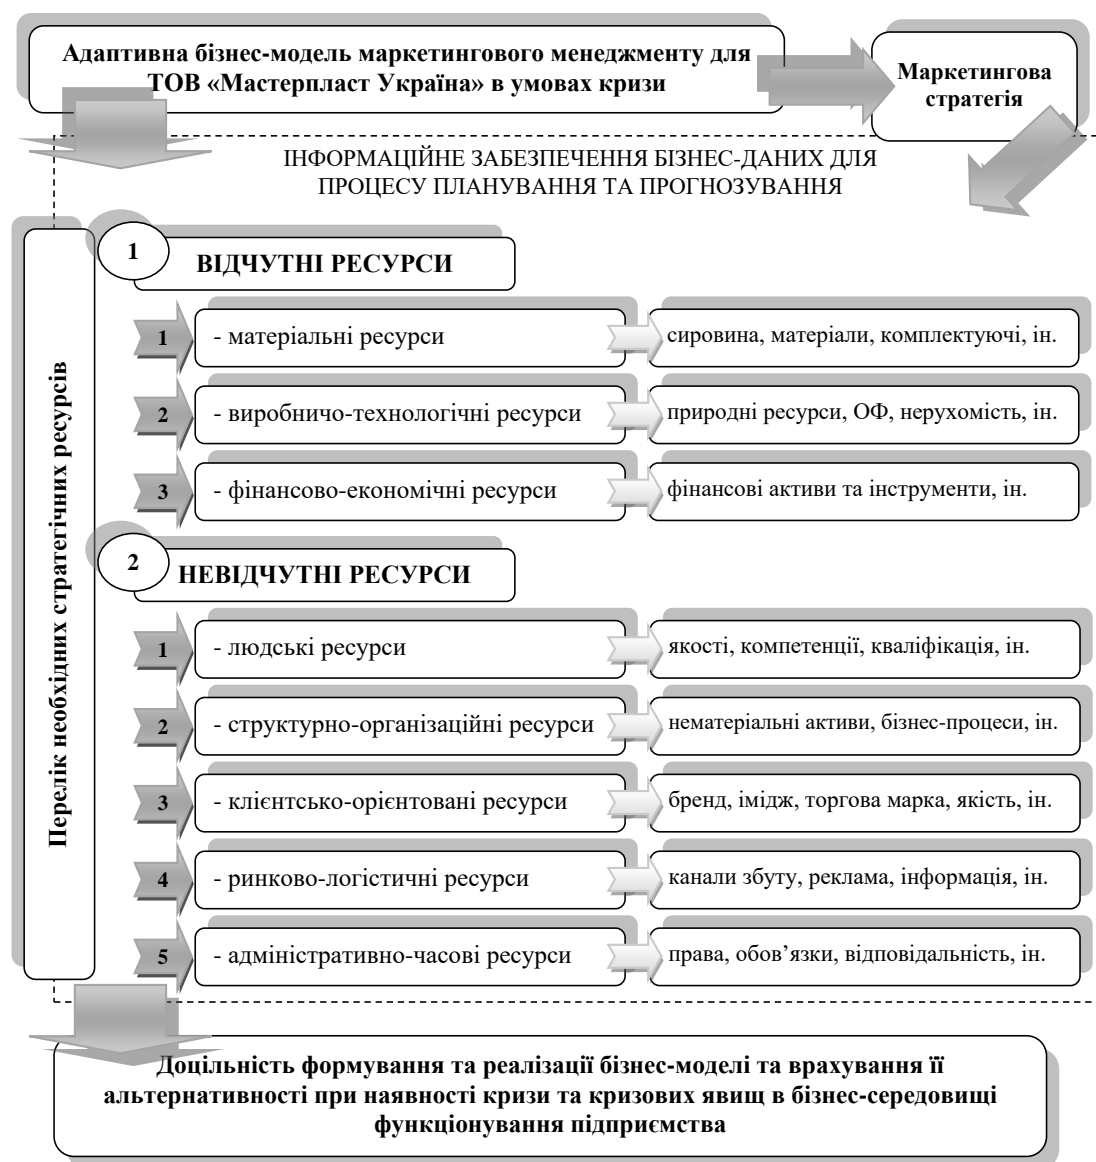 Адаптивна бізнес-модель маркетингового менеджменту для
ТОВ «Мастерпласт Україна» в умовах кризи
Маркетингова
стратегія
ІНФОРМАЦІЙНЕ ЗАБЕЗПЕЧЕННЯ БІЗНЕС-ДАНИХ ДЛЯ
ПРОЦЕСУ ПЛАНУВАННЯ ТА ПРОГНОЗУВАННЯ
Перелік необхідних стратегічних ресурсів
1
ВІДЧУТНІ РЕСУРСИ
1 - матеріальні ресурси сировина, матеріали, комплектуючі, ін.
2 - виробничо-технологічні ресурси природні ресурси, ОФ, нерухомість, ін.
3 - фінансово-економічні ресурси фінансові активи та інструменти, ін.
2
НЕВІДЧУТНІ РЕСУРСИ
1 - людські ресурси якості, компетенції, кваліфікація, ін.
2 - структурно-організаційні ресурси нематеріальні активи, бізнес-процеси, ін.
3 - клієнтсько-орієнтовані ресурси бренд, імідж, торгова марка, якість, ін.
4 - ринково-логістичні ресурси канали збуту, реклама, інформація, ін.
5 - адміністративно-часові ресурси права, обов’язки, відповідальність, ін.
Доцільність формування та реалізації бізнес-моделі та врахування її
альтернативності при наявності кризи та кризових явищ в бізнес-середовищі
функціонування підприємства